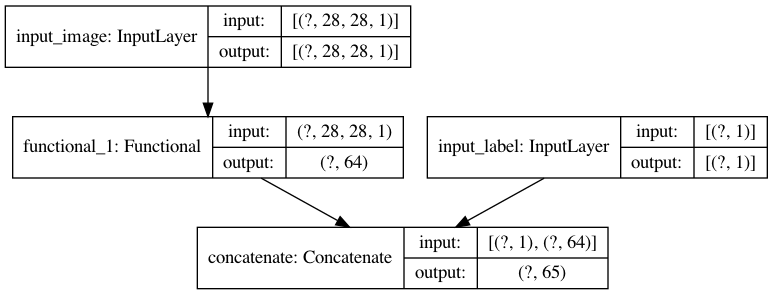 input_image: InputLayer
input: [(?, 28, 28, 1)]
output: [(?, 28, 28, 1)]
functional_1: Functional
input: (?, 28, 28, 1)
output: (?, 64)
input_label: InputLayer
input: [(?, 1)]
output: [(?, 1)]
concatenate: Concatenate
input: [(?, 1), (?, 64)]
output: (?, 65)